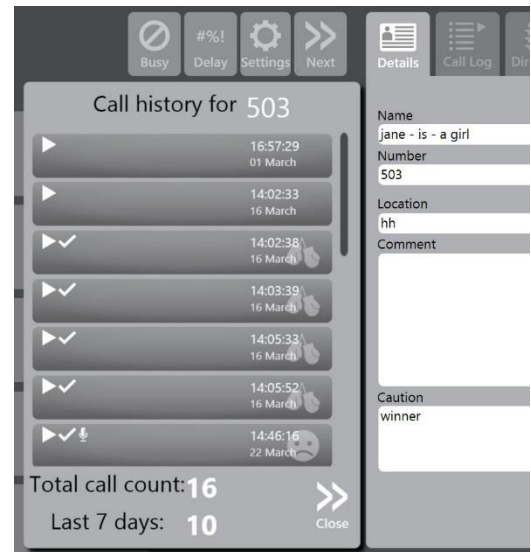 #%!
Busy
Delay
Settings
Next
Details
Call Log
Call history for 503
16:57:29
01 March
14:02:33
16 March
14:02:38
16 March
14:03:39
16 March
14:05:33
16 March
14:05:52
16 March
14:46:16
22 March
Total call count:16
Last 7 days: 10
Close
Name
jane - is - a girl
Number
503
Location
hh
Comment
Caution
winner